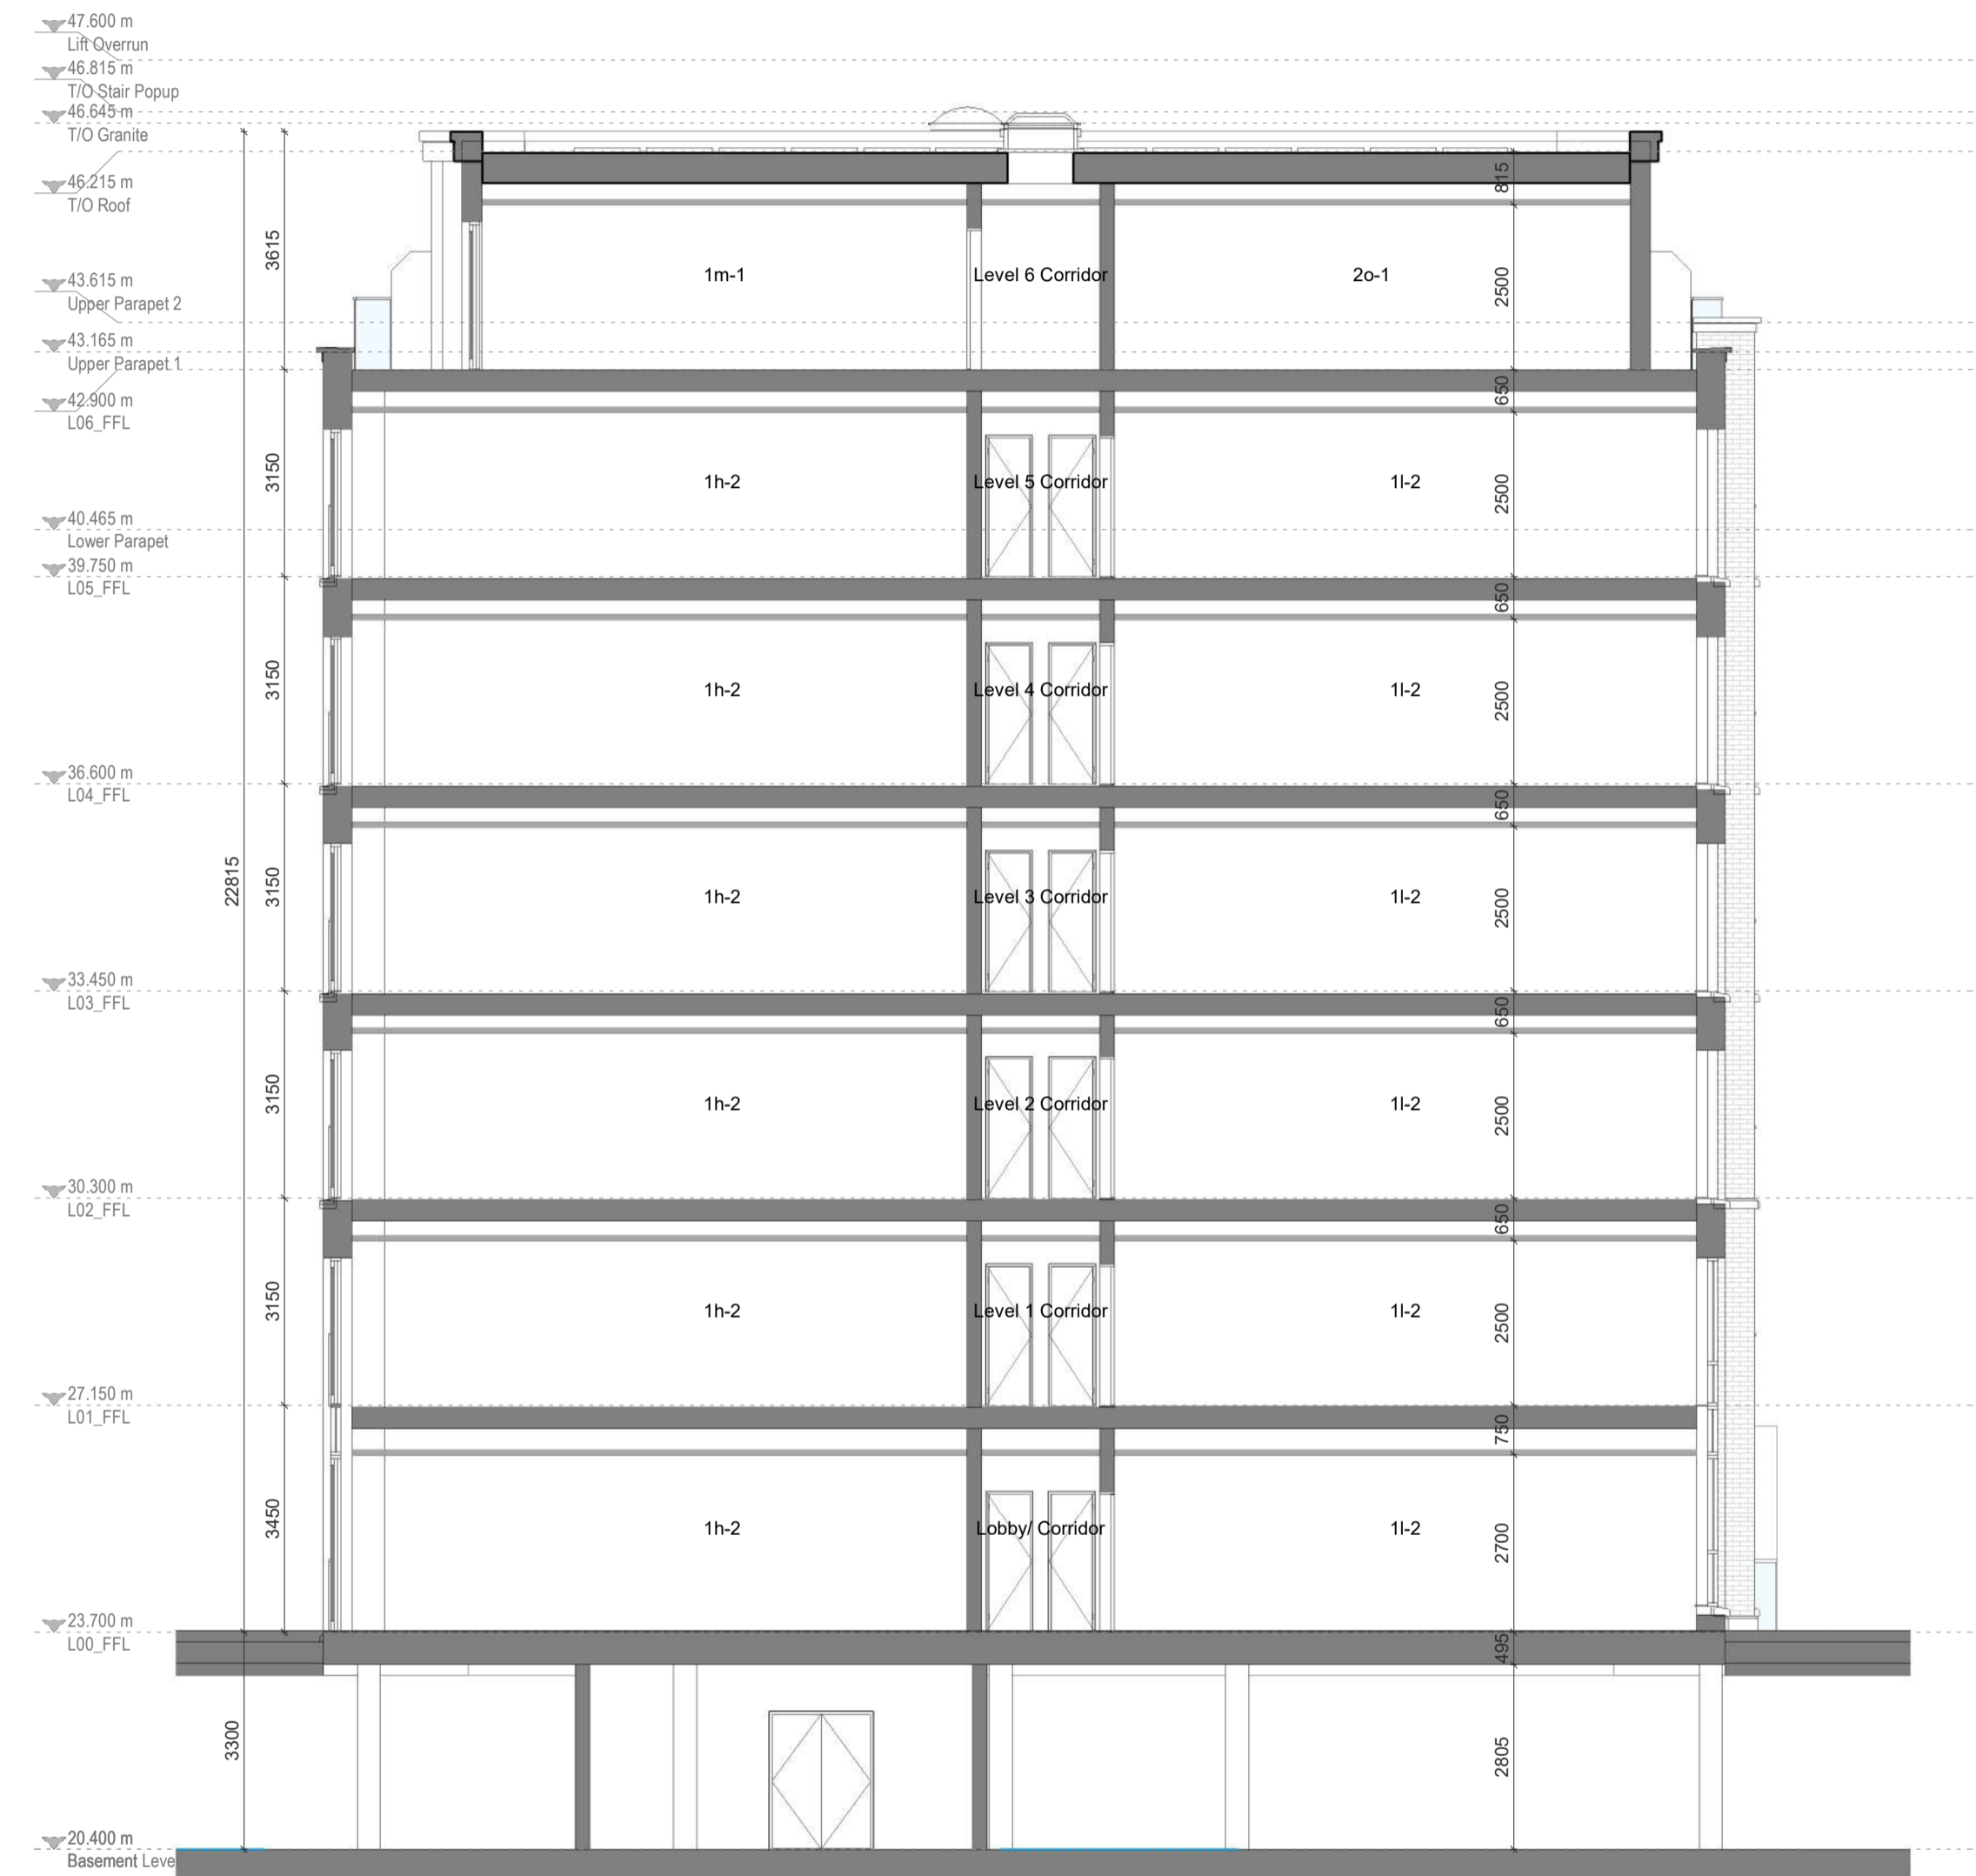 47.600 m
Lift Overrun
46.815 m
T/O Stair Popup
46.645 m
T/O Granite
46.215 m
T/O Roof
815
3615
1m-1
Level 6 Corridor
2o-1
2500
43.615 m
Upper Parapet 2
43.165 m
Upper Parapet 1
42.900 m
L06_FFL
650
3150
1h-2
Level 5 Corridor
1l-2
2500
40.465 m
Lower Parapet
39.750 m
L05_FFL
650
3150
1h-2
Level 4 Corridor
1l-2
2500
36.600 m
L04_FFL
650
22815
3150
1h-2
Level 3 Corridor
1l-2
2500
33.450 m
L03_FFL
650
3150
1h-2
Level 2 Corridor
1l-2
2500
30.300 m
L02_FFL
650
3150
1h-2
Level 1 Corridor
1l-2
2500
27.150 m
L01_FFL
750
3450
1h-2
Lobby/ Corridor
1l-2
2700
23.700 m
L00_FFL
495
3300
2805
20.400 m
Basement Leve